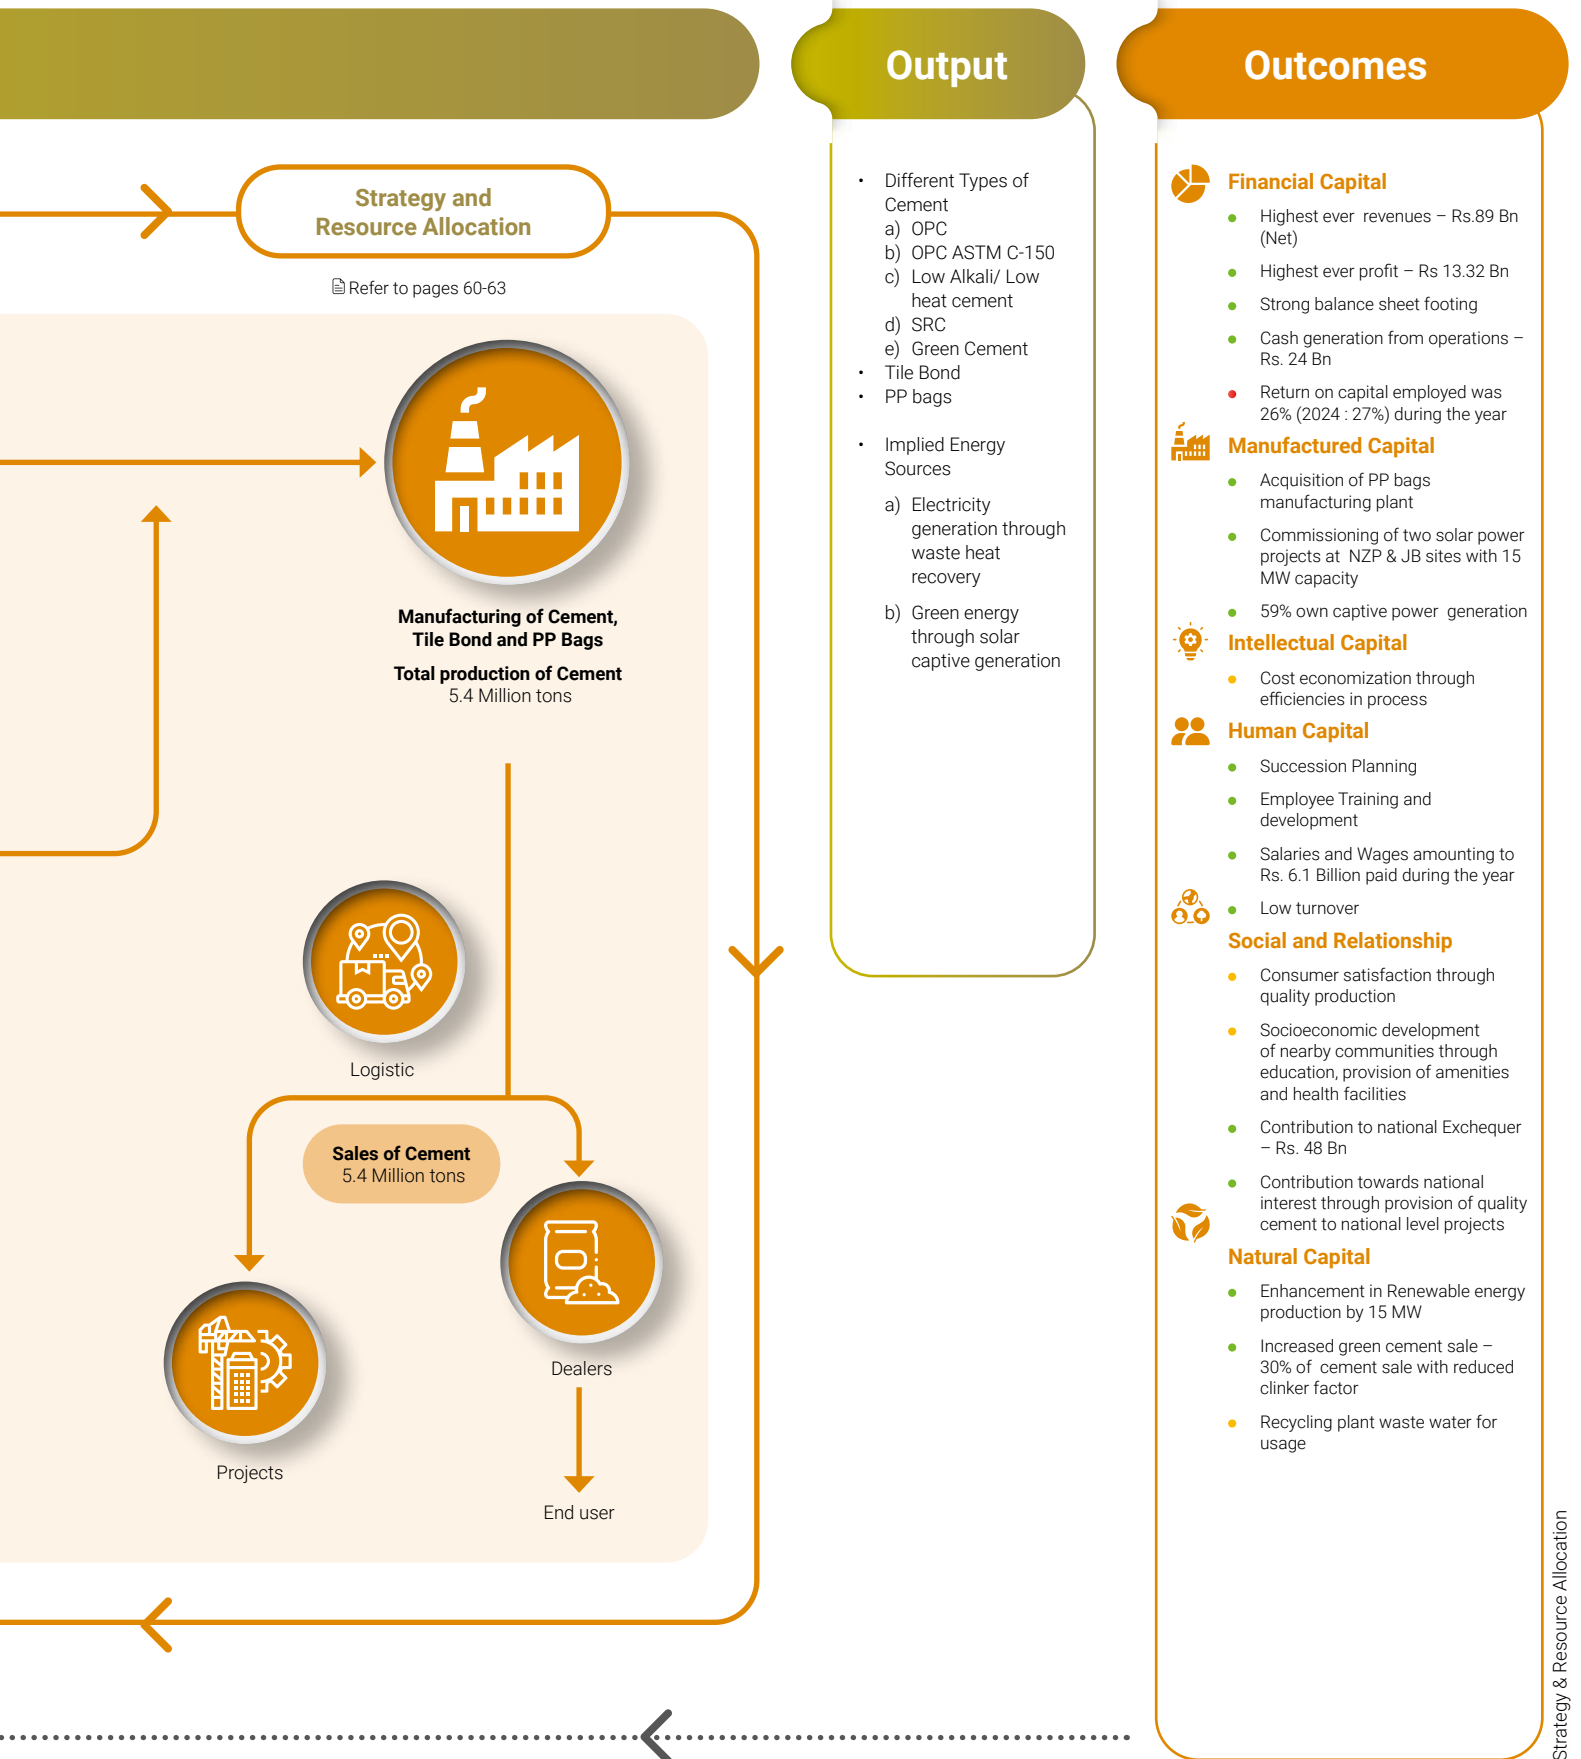 Strategy and
Resource Allocation
Refer to pages 60-63
Manufacturing of Cement,
Tile Bond and PP Bags
Total production of Cement
5.4 Million tons
Logistic
Sales of Cement
5.4 Million tons
Dealers
Projects
End user
Output
• Different Types of
Cement
a) OPC
b) OPC ASTM C-150
c) Low Alkali/ Low
heat cement
d) SRC
e) Green Cement
• Tile Bond
• PP bags
• Implied Energy
Sources
a) Electricity
generation through
waste heat
recovery
b) Green energy
through solar
captive generation
Outcomes
Financial Capital
• Highest ever revenues – Rs.89 Bn
(Net)
• Highest ever profit – Rs 13.32 Bn
• Strong balance sheet footing
• Cash generation from operations –
Rs. 24 Bn
• Return on capital employed was
26% (2024 : 27%) during the year
Manufactured Capital
• Acquisition of PP bags
manufacturing plant
• Commissioning of two solar power
projects at NZP & JB sites with 15
MW capacity
• 59% own captive power generation
Intellectual Capital
• Cost economization through
efficiencies in process
Human Capital
• Succession Planning
• Employee Training and
development
• Salaries and Wages amounting to
Rs. 6.1 Billion paid during the year
• Low turnover
Social and Relationship
• Consumer satisfaction through
quality production
• Socioeconomic development
of nearby communities through
education, provision of amenities
and health facilities
• Contribution to national Exchequer
– Rs. 48 Bn
• Contribution towards national
interest through provision of quality
cement to national level projects
Natural Capital
• Enhancement in Renewable energy
production by 15 MW
• Increased green cement sale –
30% of cement sale with reduced
clinker factor
• Recycling plant waste water for
usage
Strategy & Resource Allocation